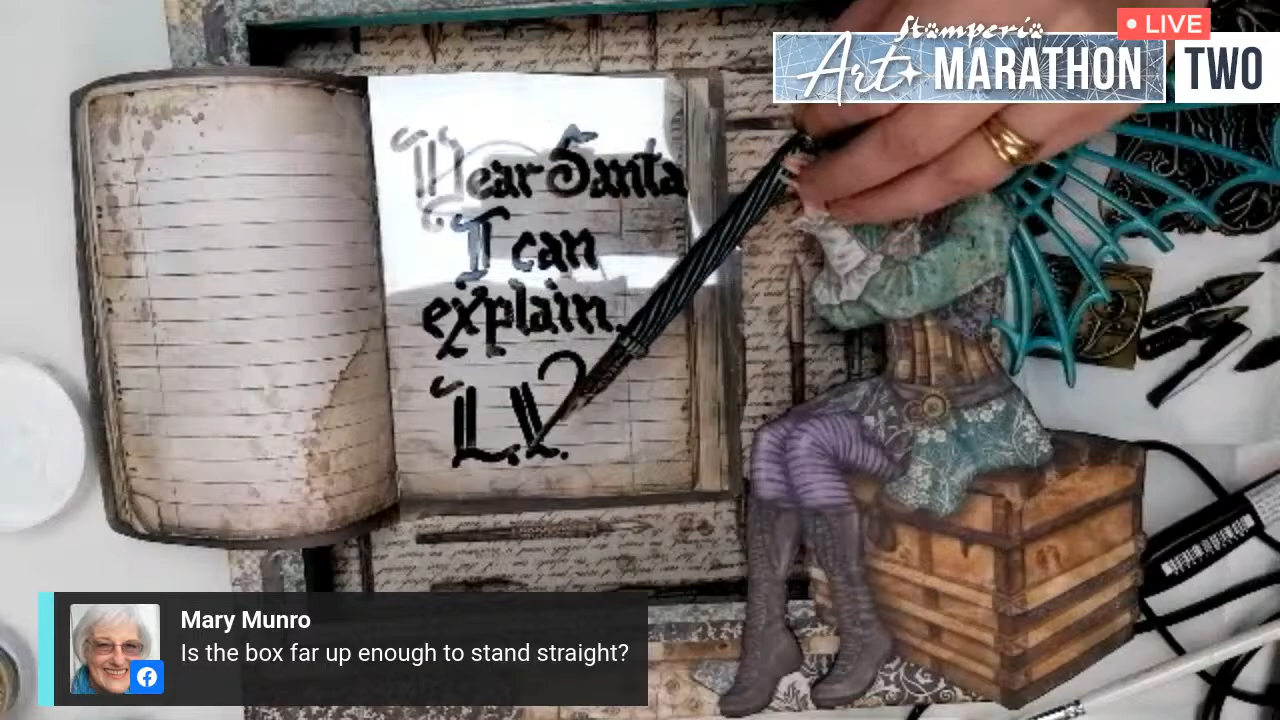 Stamperia
LIVE
Art MARATHON TWO
Dear Santa
I can
explain.
L.V.
Mary Munro
Is the box far up enough to stand straight?